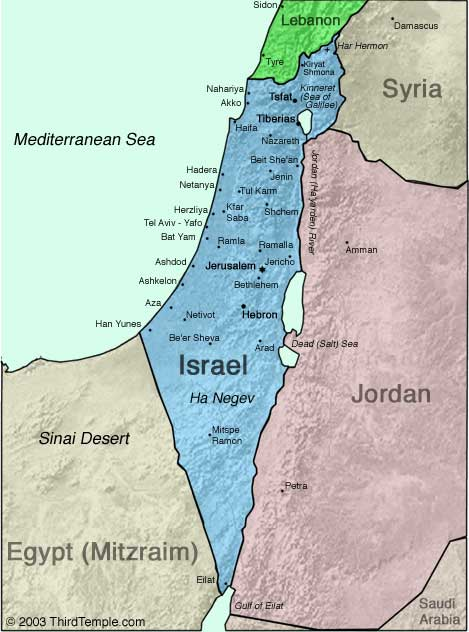 Sidon
Lebanon
Damascus
Har Hermon
Tyre
Kiryat
Shmona
Syria
Nahariya
Akko
Tsfat
Kinneret
(Sea of
Galilee)
Tiberias
Haifa
Nazareth
Mediterranean Sea
Beit She'an
Jordan (Hayarden) River
Hadera
Jenin
Netanya
Tul Karm
Herzliya
Ktar
Saba
Shchem
Tel Aviv - Yafo
Bat Yam
Ramla
Ramalla
Amman
Ashdod
Jerusalem
Jericho
Ashkelon
Bethlehem
Aza
Netivot
Hebron
Han Yunes
Be'er Sheva
Arad
Dead (Salt) Sea
Israel
Ha Negev
Jordan
Sinai Desert
Mitspe
Ramon
Petra
Egypt (Mitzraim)
Eilat
Gulf of Eilat
Saudi
Arabia
© 2003 ThirdTemple.com